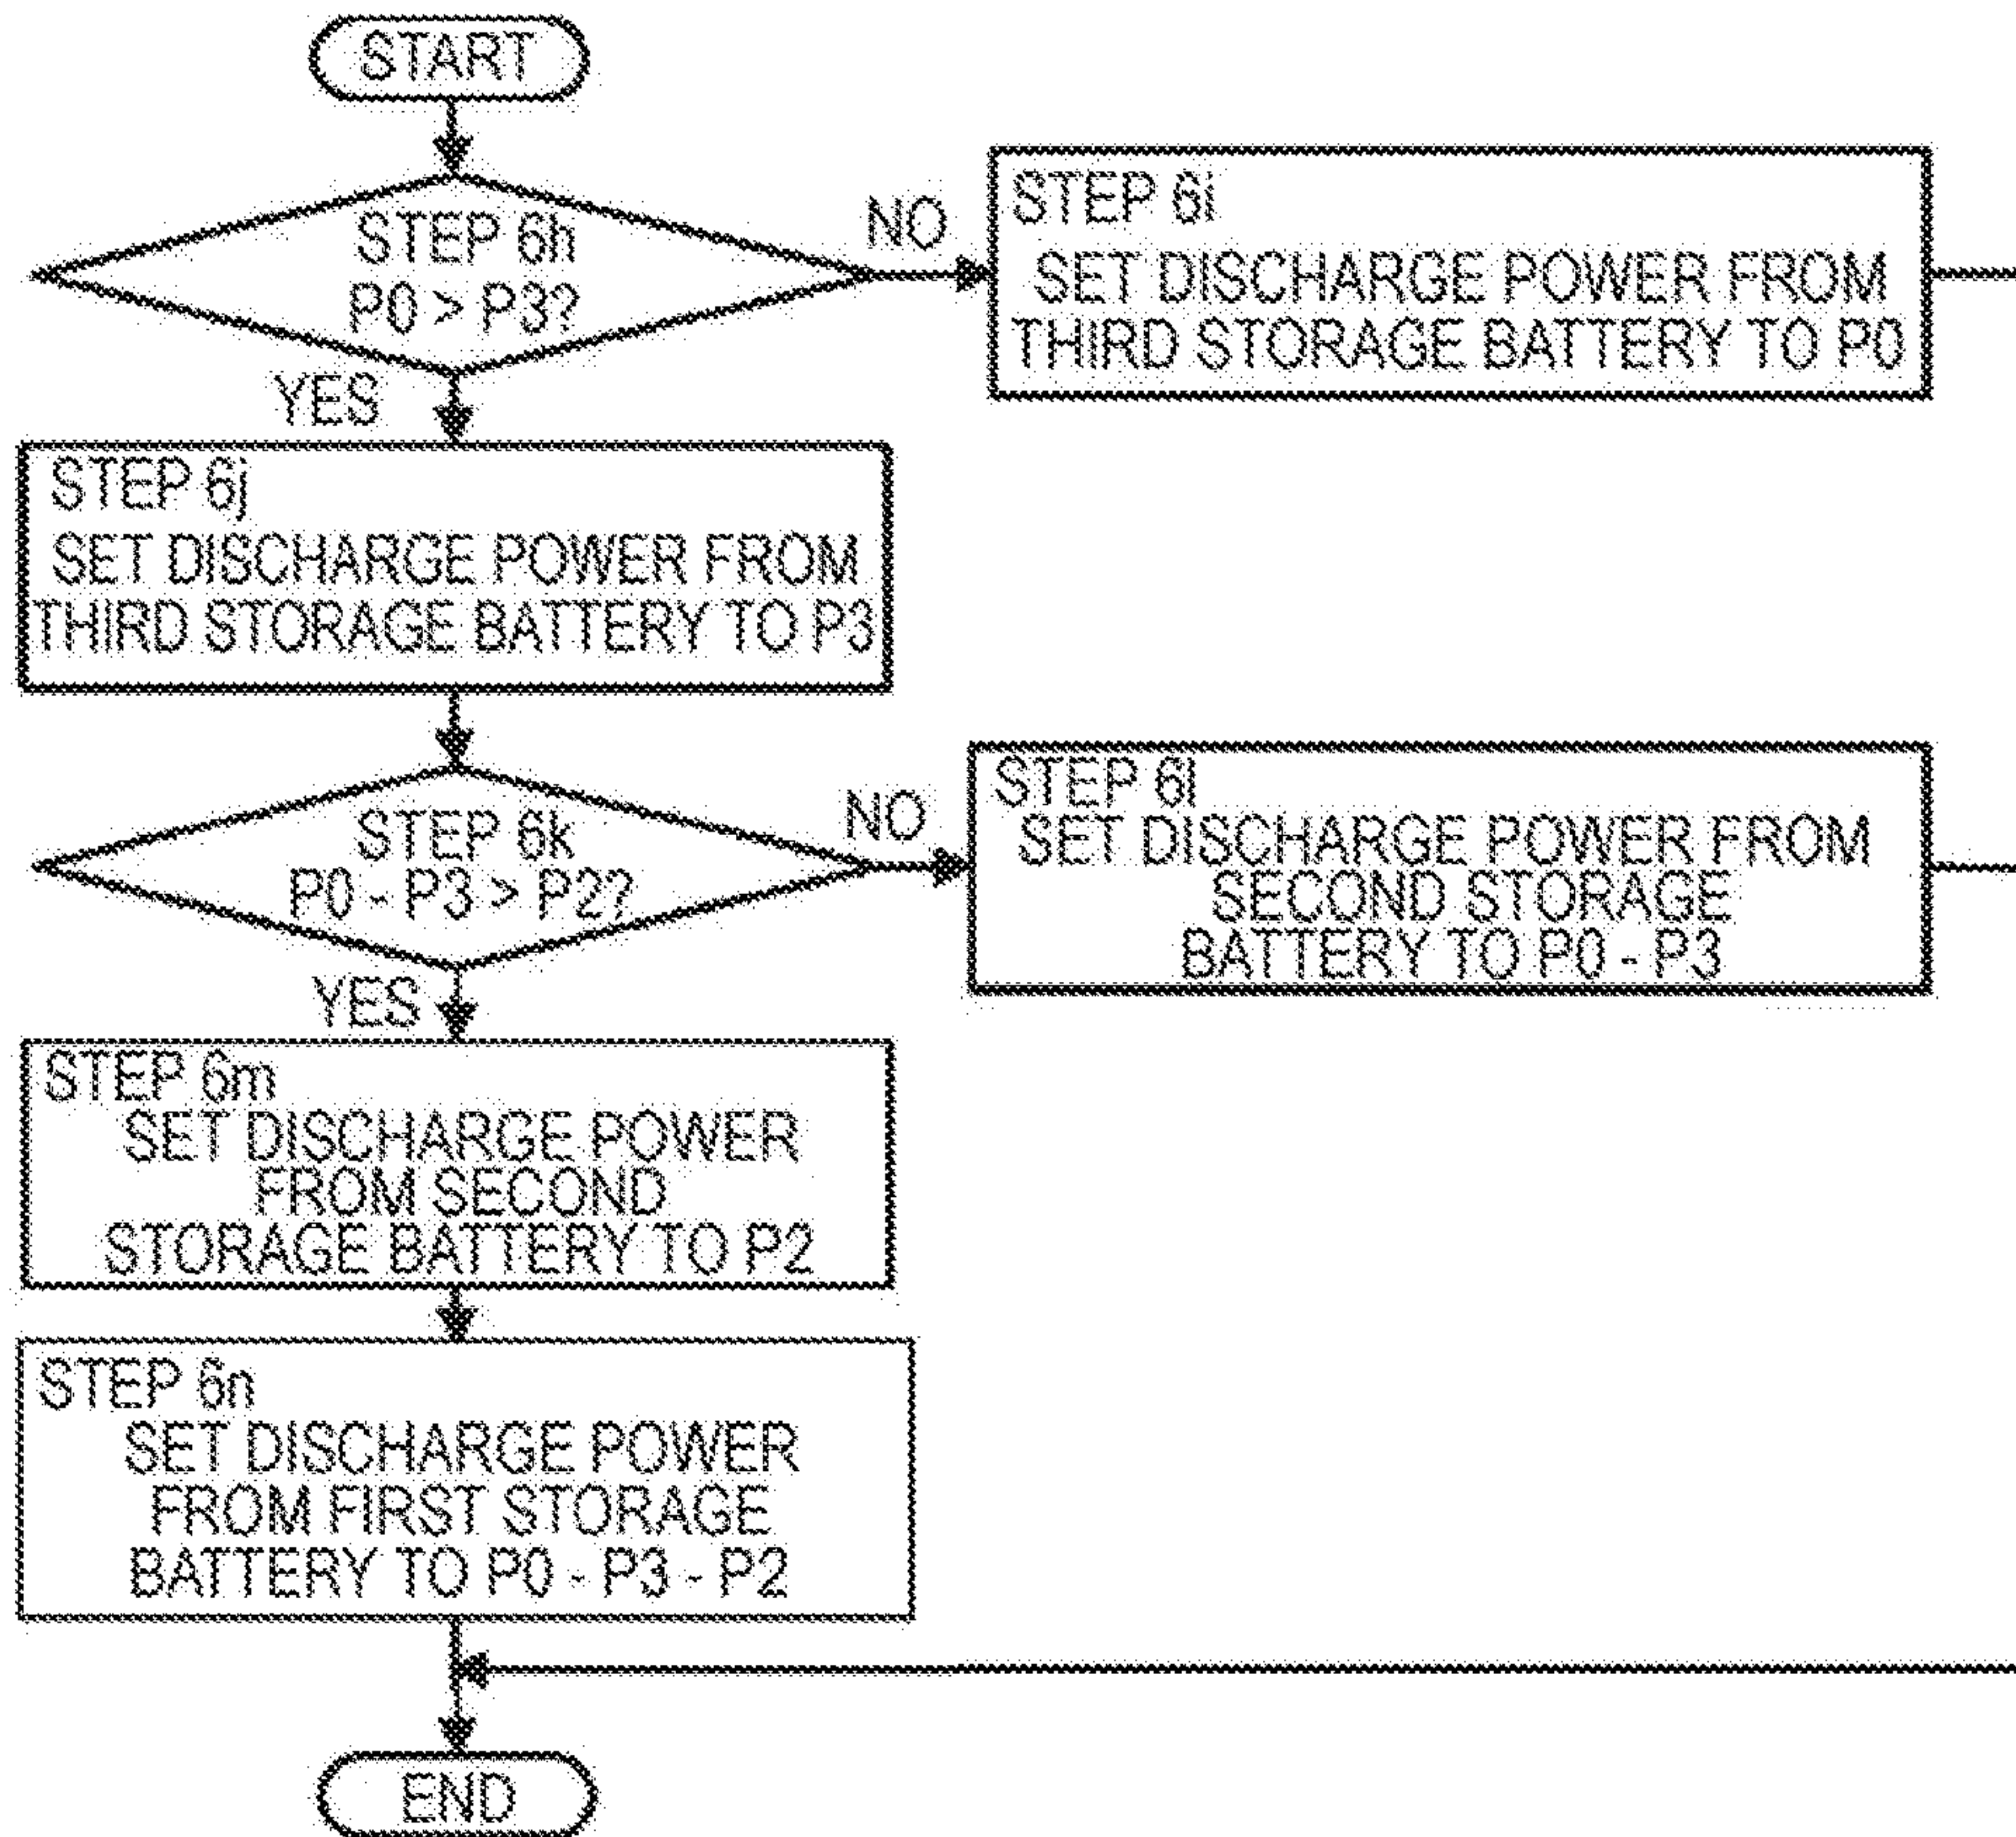 START
STEP 6h
P0 > P3?
NO
STEP 6i
SET DISCHARGE POWER FROM
THIRD STORAGE BATTERY TO P0
YES
STEP 6j
SET DISCHARGE POWER FROM
THIRD STORAGE BATTERY TO P3
STEP 6k
P0 - P3 > P2?
NO
STEP 6l
SET DISCHARGE POWER FROM
SECOND STORAGE
BATTERY TO P0 - P3
YES
STEP 6m
SET DISCHARGE POWER
FROM SECOND
STORAGE BATTERY TO P2
STEP 6n
SET DISCHARGE POWER
FROM FIRST STORAGE
BATTERY TO P0 - P3 - P2
END